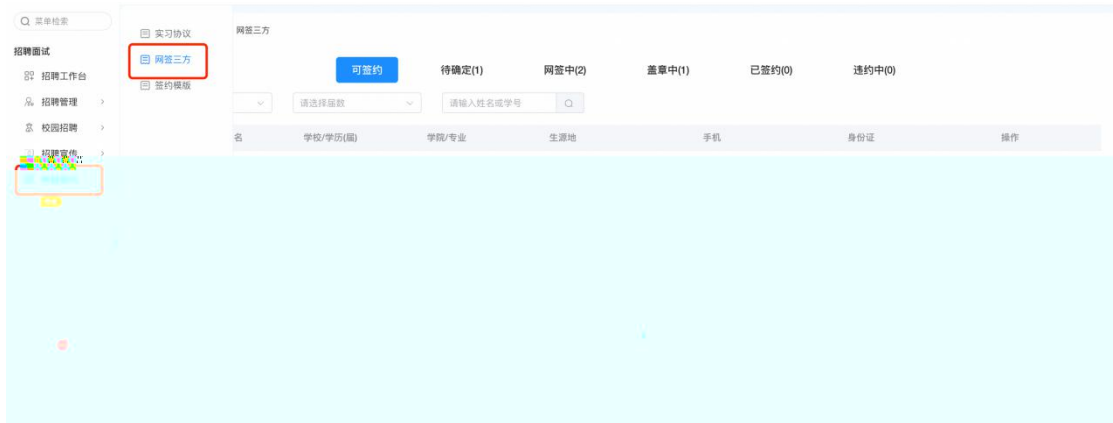 菜单检索
招聘面试
招聘工作台
招聘管理
校园招聘
招聘宣传
实习协议
网签三方
签约模版
网签三方
可签约 待确定(1) 网签中(2) 盖章中(1) 已签约(0) 违约中(0)
请选择届数 请输入姓名或学号
名 学校/学历(届) 学院/专业 生源地 手机 身份证 操作